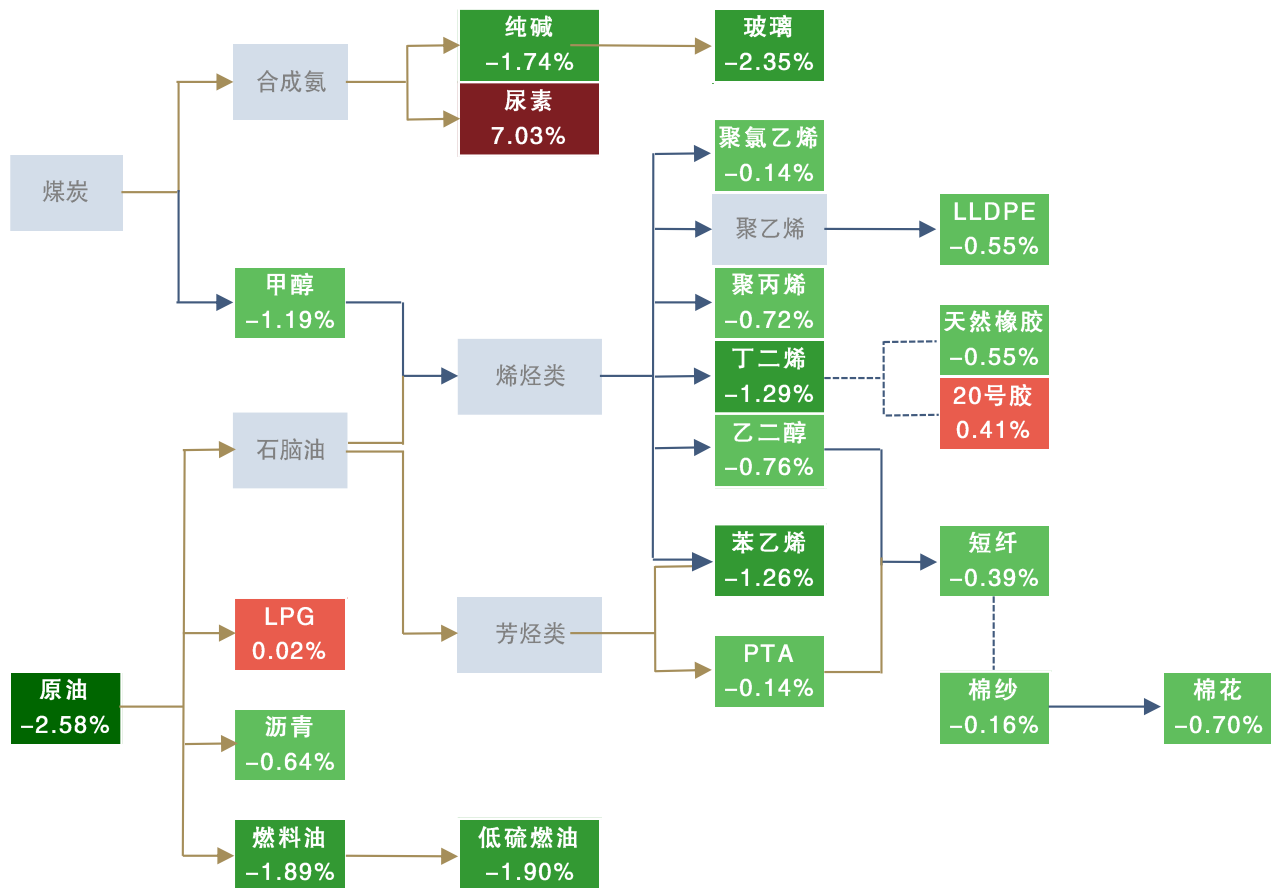 纯碱
-1.74%
玻璃
-2.35%
合成氨
尿素
7.03%
煤炭
聚氯乙烯
-0.14%
聚乙烯
LLDPE
-0.55%
甲醇
-1.19%
聚丙烯
-0.72%
天然橡胶
-0.55%
烯烃类
丁二烯
-1.29%
20号胶
0.41%
石脑油
乙二醇
-0.76%
苯乙烯
-1.26%
短纤
-0.39%
LPG
0.02%
芳烃类
PTA
-0.14%
原油
-2.58%
棉纱
-0.16%
棉花
-0.70%
沥青
-0.64%
燃料油
-1.89%
低硫燃油
-1.90%